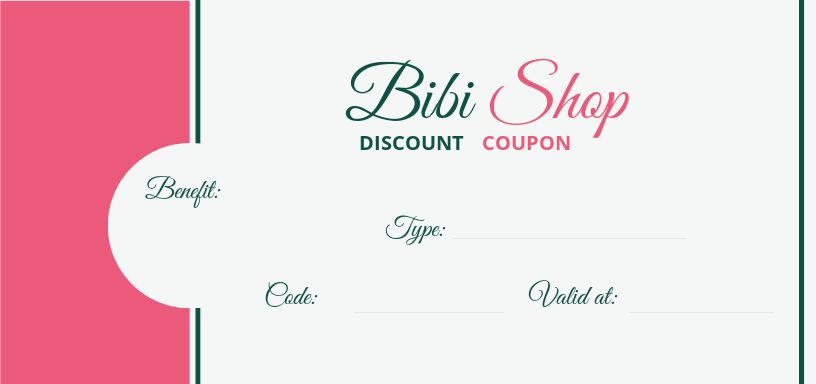 Bibi Shop
DISCOUNT COUPON
Benefit:
Type:
Code: Valid at: